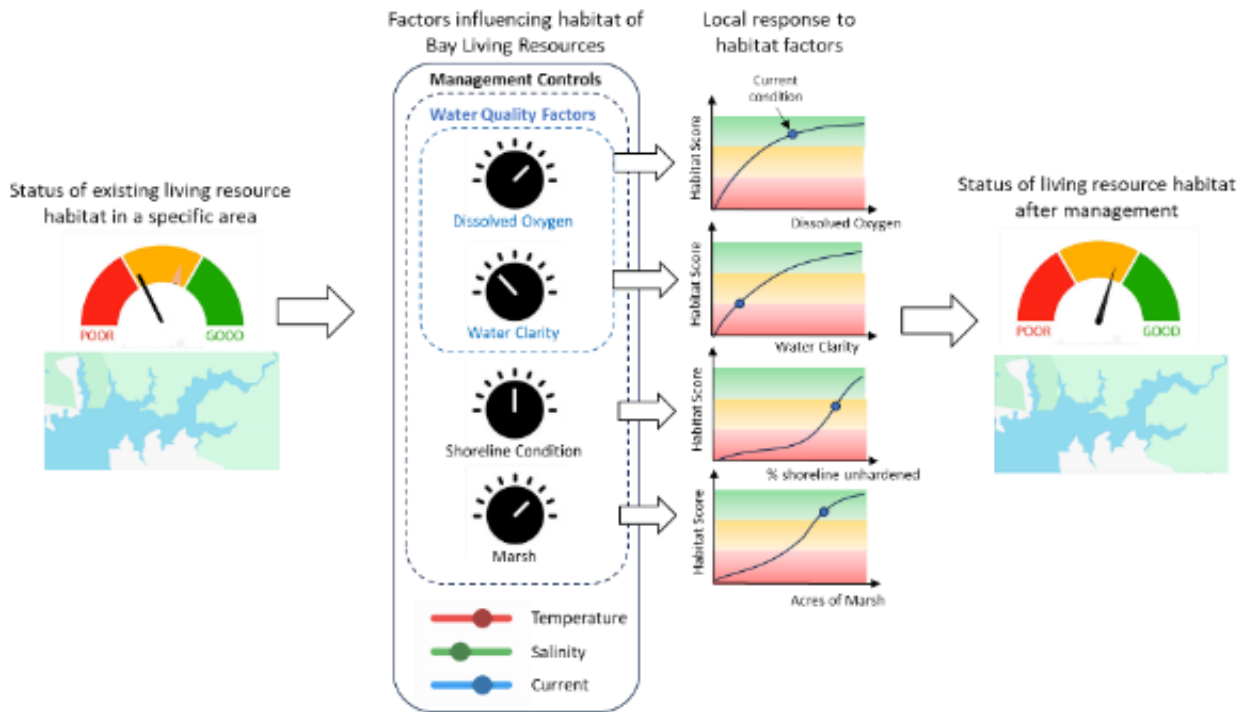 Factors influencing habitat of
Bay Living Resources
Local response to
habitat factors
Management Controls
Water Quality Factors
Dissolved Oxygen
Water Clarity
Shoreline Condition
Marsh
Temperature
Salinity
Current
Status of existing living resource
habitat in a specific area
POOR
GOOD
Current
condition
Habitat Score
Dissolved Oxygen
Habitat Score
Water Clarity
Habitat Score
% shoreline unhardened
Habitat Score
Acres of Marsh
Status of living resource habitat
after management
POOR
GOOD